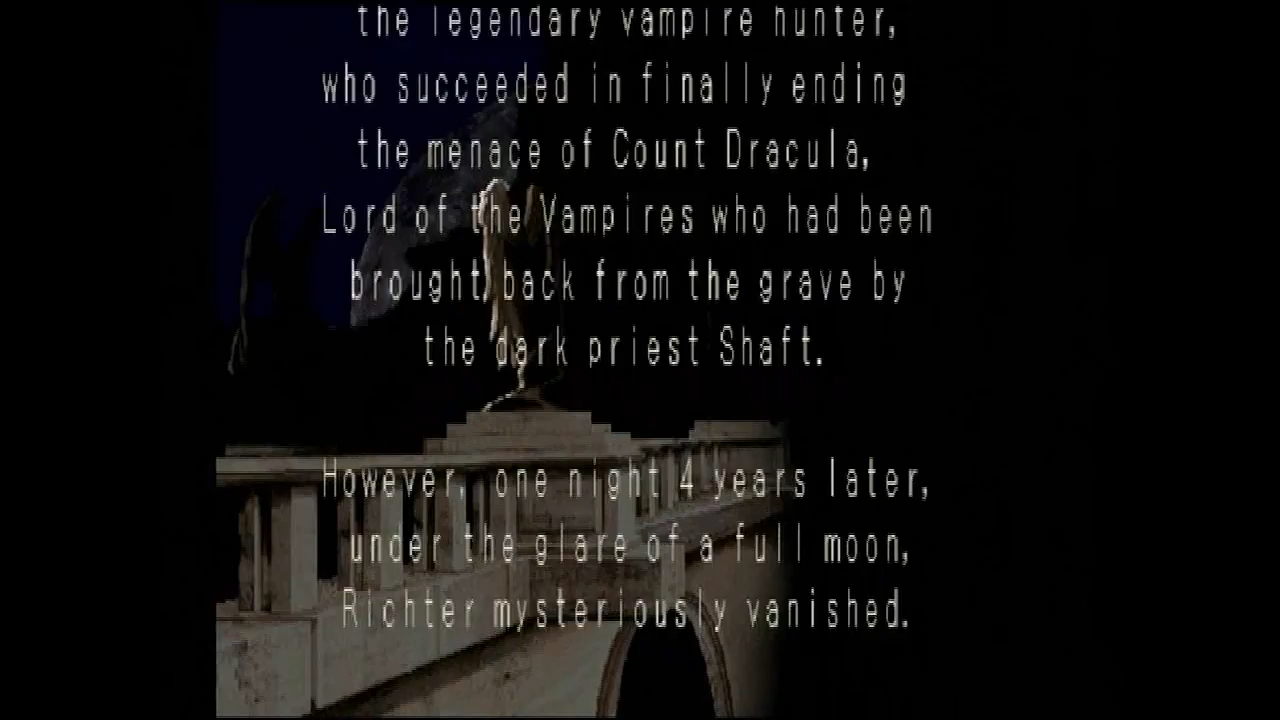 the legendary vampire hunter,
who succeeded in finally ending
the menace of Count Dracula,
Lord of the Vampires who had been
brought back from the grave by
the dark priest Shaft.
However, one night 4 years later,
under the glare of a full moon,
Richter mysteriously vanished.